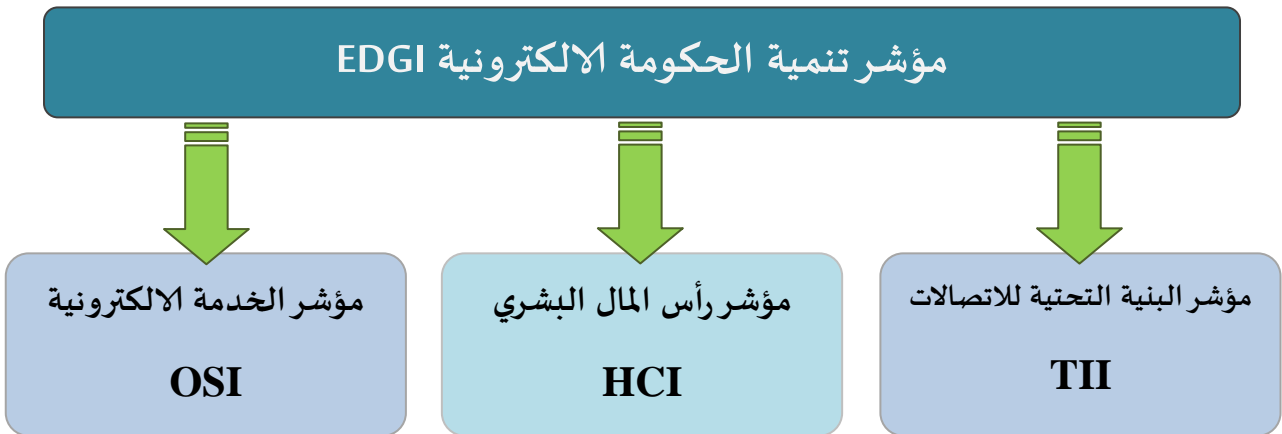 مؤشر تنمية الحكومة الالكترونية EDGI
مؤشر البنية التحتية للاتصالات
TII
مؤشر رأس المال البشري
HCI
مؤشر الخدمة الالكترونية
OSI